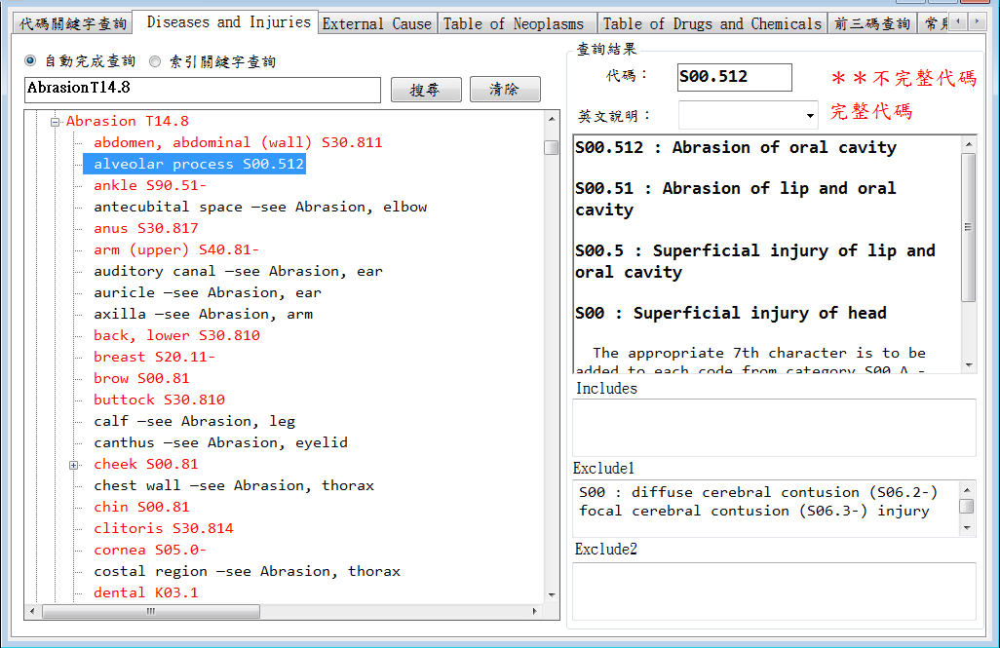 代碼關鍵字查詢 Diseases and Injuries External Cause Table of Neoplasms Table of Drugs and Chemicals 前三碼查詢 常
自動完成查詢 索引關鍵字查詢
AbrasionT14.8 搜尋 清除
Abrasion T14.8
abdomen, abdominal (wall) S30.811
alveolar process S00.512
ankle S90.51-
antecubital space —see Abrasion, elbow
anus S30.817
arm (upper) S40.81-
auditory canal —see Abrasion, ear
auricle —see Abrasion, ear
axilla —see Abrasion, arm
back, lower S30.810
breast S20.11-
brow S00.81
buttock S30.810
calf —see Abrasion, leg
canthus —see Abrasion, eyelid
cheek S00.81
chest wall —see Abrasion, thorax
chin S00.81
clitoris S30.814
cornea S05.0-
costal region —see Abrasion, thorax
dental K03.1
查詢結果
代碼： S00.512 ＊＊不完整代碼
英文說明： 完整代碼
S00.512 : Abrasion of oral cavity
S00.51 : Abrasion of lip and oral
cavity
S00.5 : Superficial injury of lip and
oral cavity
S00 : Superficial injury of head
The appropriate 7th character is to be
added to each code from category S00 A -
Includes
Exclude1
S00 : diffuse cerebral contusion (S06.2-)
focal cerebral contusion (S06.3-) injury
Exclude2